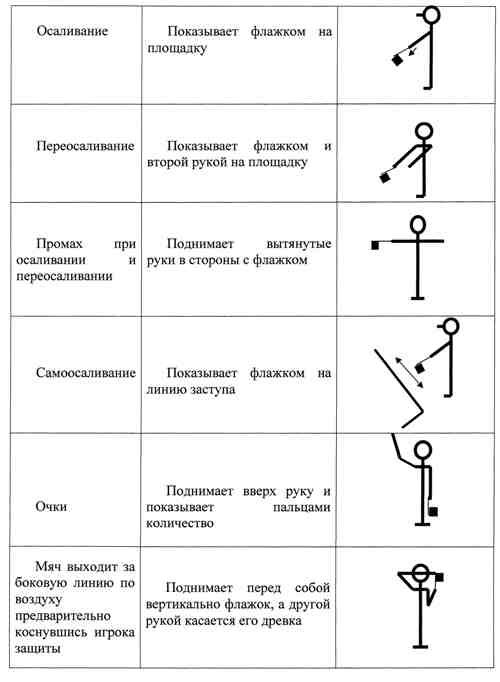 Осаливание
Показывает флажком на
площадку
Переосаливание
Показывает флажком и
второй рукой на площадку
Промах при
осаливании и
переосаливании
Поднимает вытянутые
руки в стороны с флажком
Самоосаливание
Показывает флажком на
линию заступа
Очки
Поднимает вверх руку и
показывает пальцами
количество
Мяч выходит за
боковую линию по
воздуху
предварительно
коснувшись игрока
защиты
Поднимает перед собой
вертикально флажок, а другой
рукой касается его древка